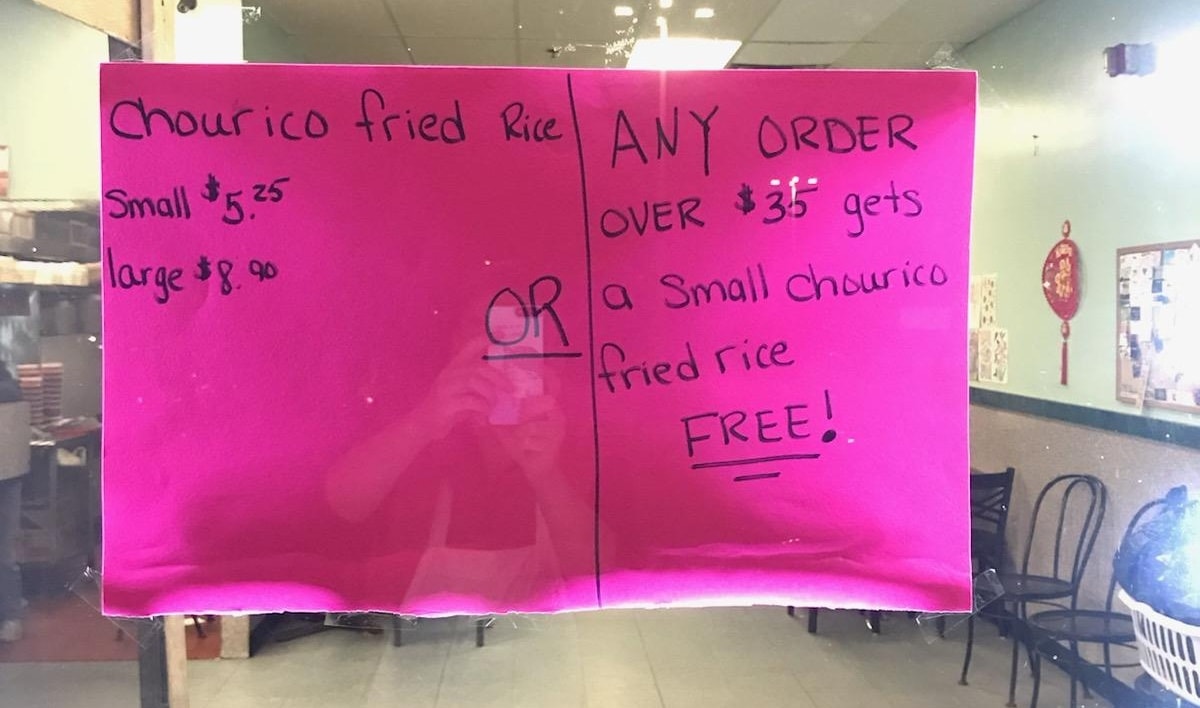 Chourico fried Rice
Small $5.25
large $8.90
OR
ANY ORDER
OVER $35 gets
a Small chourico
fried rice
FREE!